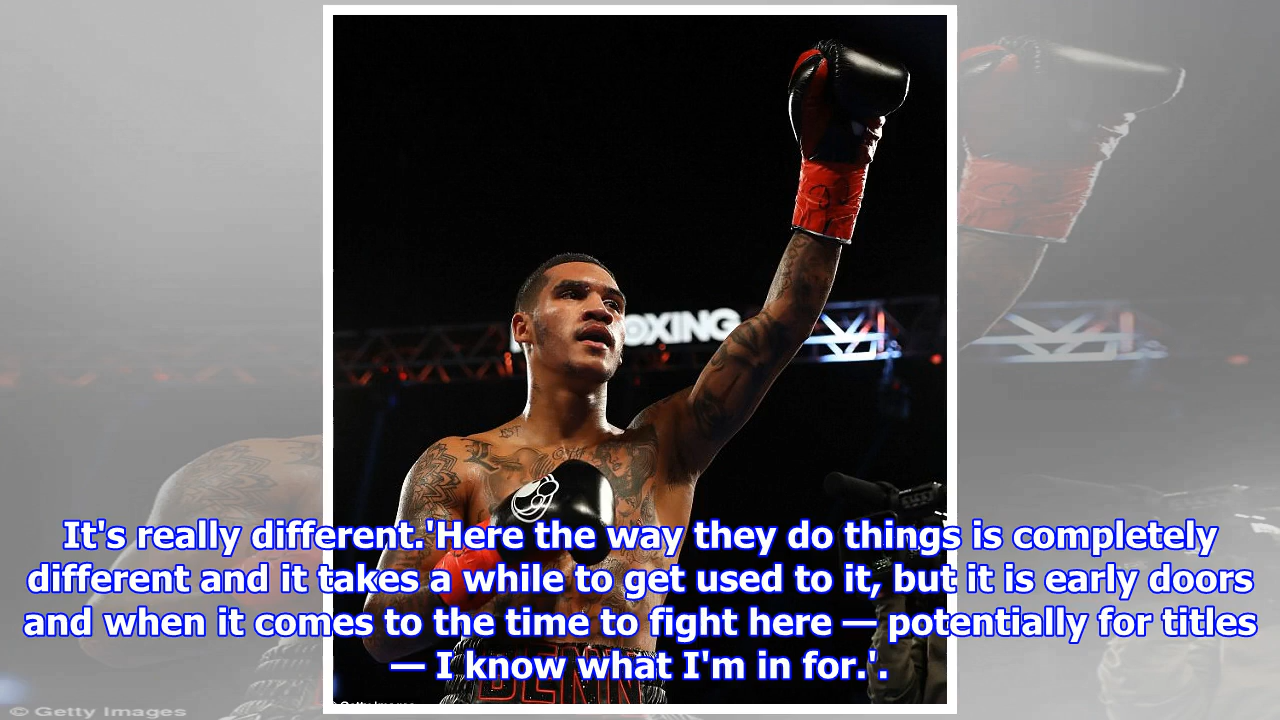 OXING
It's really different.'Here the way they do things is completely
different and it takes a while to get used to it, but it is early doors
and when it comes to the time to fight here — potentially for titles
— I know what I'm in for.'.
BENN
© Getty Images